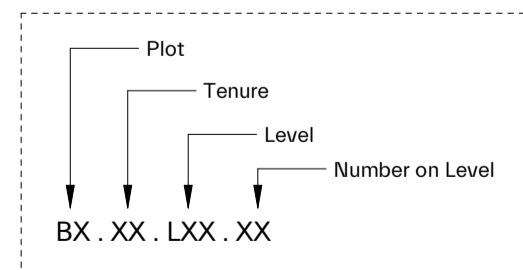 Plot
Tenure
Level
Number on Level
BX . XX . LXX . XX